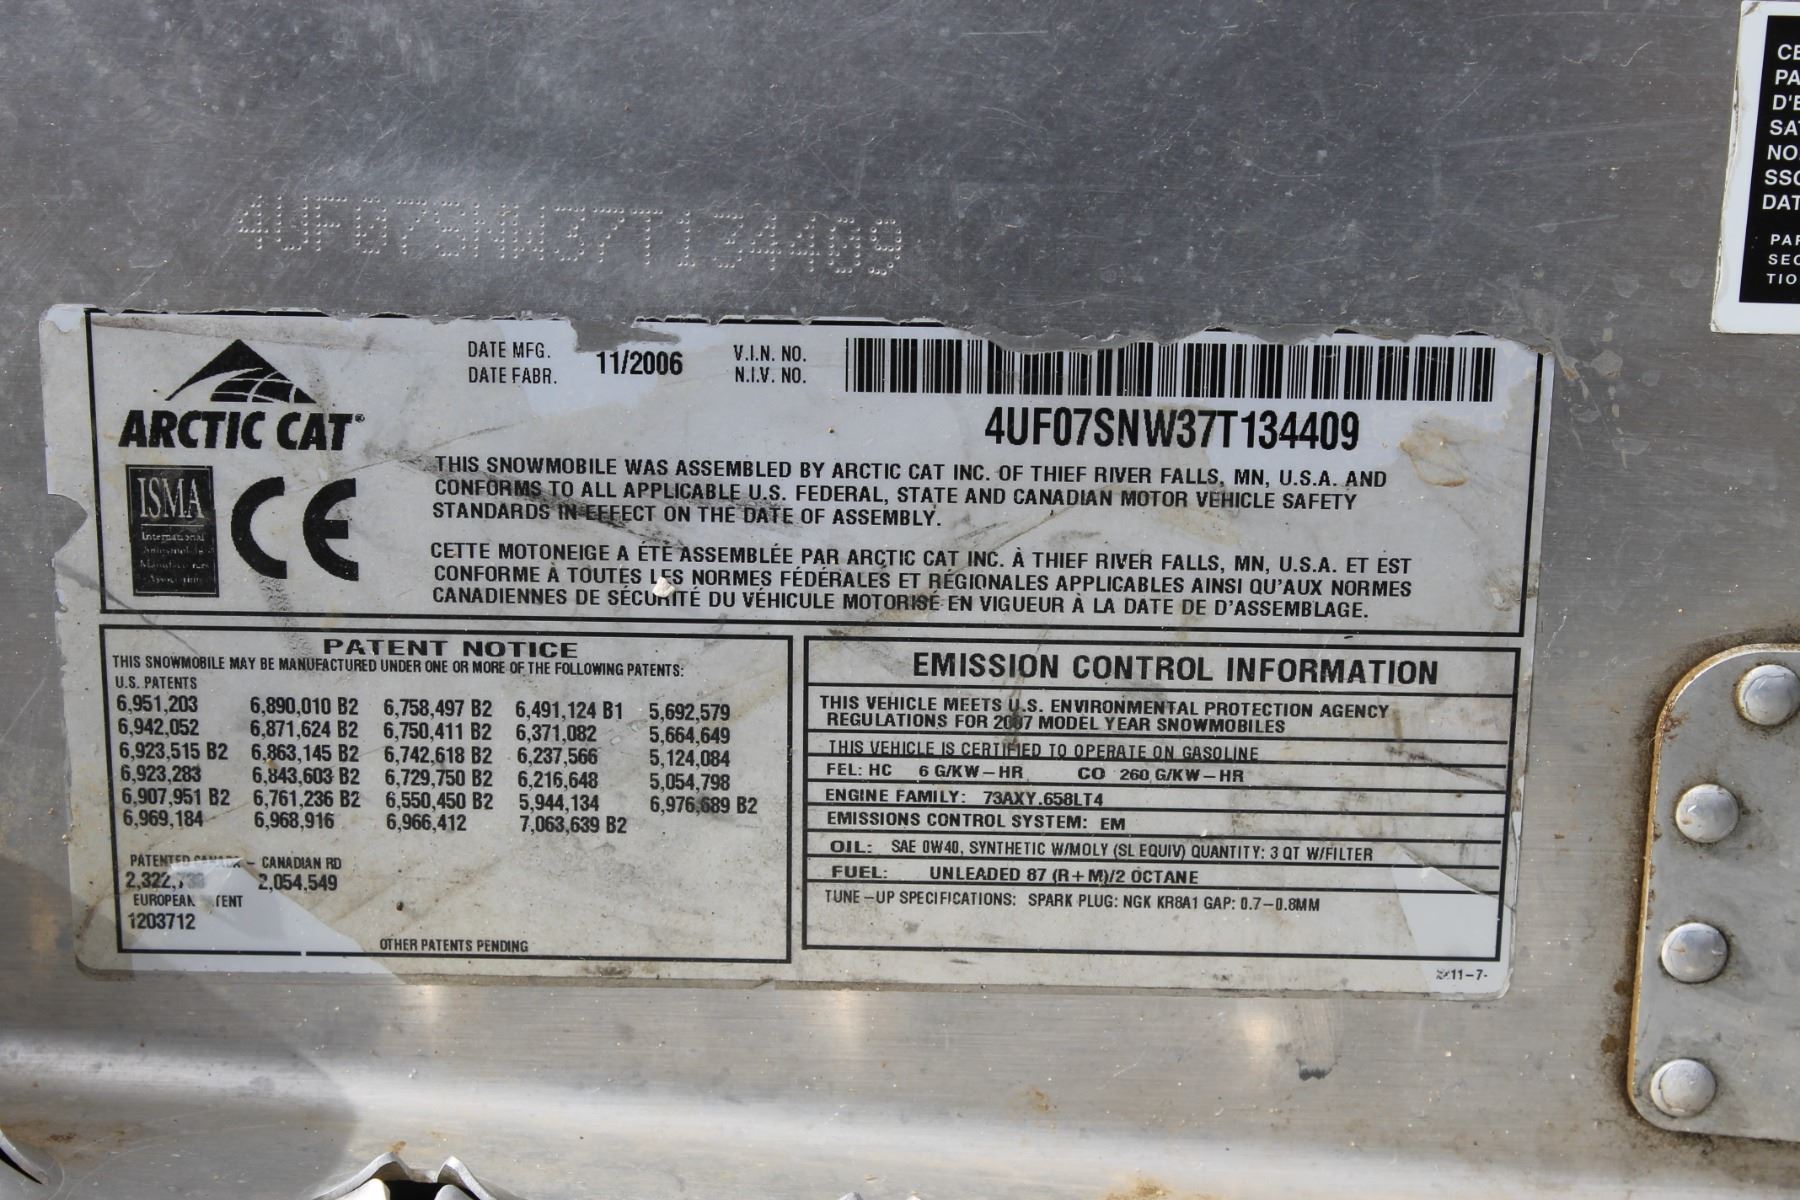 4UF07SNW37T134409
ARCTIC CAT®
DATE MFG. 11/2006
DATE FABR.
V.I.N. NO.
N.I.V. NO.
4UF07SNW37T134409
ISMA
International
CE
THIS SNOWMOBILE WAS ASSEMBLED BY ARCTIC CAT INC. OF THIEF RIVER FALLS, MN, U.S.A. AND
CONFORMS TO ALL APPLICABLE U.S. FEDERAL, STATE AND CANADIAN MOTOR VEHICLE SAFETY
STANDARDS IN EFFECT ON THE DATE OF ASSEMBLY.
CETTE MOTONEIGE A ÉTÉ ASSEMBLÉE PAR ARCTIC CAT INC. À THIEF RIVER FALLS, MN, U.S.A. ET EST
CONFORME À TOUTES LES NORMES FÉDÉRALES ET RÉGIONALES APPLICABLES AINSI QU'AUX NORMES
CANADIENNES DE SÉCURITÉ DU VÉHICULE MOTORISÉ EN VIGUEUR À LA DATE DE D'ASSEMBLAGE.
PATENT NOTICE
THIS SNOWMOBILE MAY BE MANUFACTURED UNDER ONE OR MORE OF THE FOLLOWING PATENTS:
U.S. PATENTS
6,951,203 6,890,010 B2 6,758,497 B2 6,491,124 B1 5,692,579
6,942,052 6,871,624 B2 6,750,411 B2 6,371,082 5,664,649
6,923,515 B2 6,863,145 B2 6,742,618 B2 6,237,566 5,124,084
6,923,283 6,843,603 B2 6,729,750 B2 6,216,648 5,054,798
6,907,951 B2 6,761,236 B2 6,550,450 B2 5,944,134 6,976,689 B2
6,969,184 6,968,916 6,966,412 7,063,639 B2
PATENTED CANADA – CANADIAN RD
2,054,549
EUROPEAN
1203712
OTHER PATENTS PENDING
EMISSION CONTROL INFORMATION
THIS VEHICLE MEETS U.S. ENVIRONMENTAL PROTECTION AGENCY
REGULATIONS FOR 2007 MODEL YEAR SNOWMOBILES
THIS VEHICLE IS CERTIFIED TO OPERATE ON GASOLINE
FEL: HC 6 G/KW–HR CO 260 G/KW–HR
ENGINE FAMILY: 73AXY.658LT4
EMISSIONS CONTROL SYSTEM: EM
OIL: SAE 0W40, SYNTHETIC W/MOLY (SL EQUIV) QUANTITY: 3 QT W/FILTER
FUEL: UNLEADED 87 (R+M)/2 OCTANE
TUNE–UP SPECIFICATIONS: SPARK PLUG: NGK KR8A1 GAP: 0.7–0.8MM
CE
PA
D'E
SA
NO
SSO
DAT
PAR
SEC
TIO